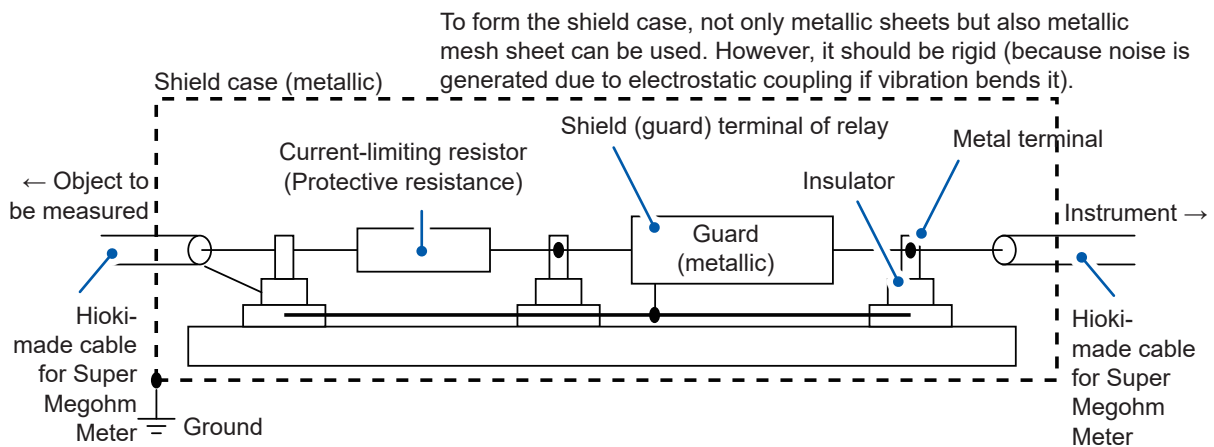 To form the shield case, not only metallic sheets but also metallic
mesh sheet can be used. However, it should be rigid (because noise is
generated due to electrostatic coupling if vibration bends it).
Shield case (metallic)
Shield (guard) terminal of relay
Metal terminal
Current-limiting resistor
(Protective resistance)
Insulator
← Object to
be measured
Instrument →
Guard
(metallic)
Hioki-
made cable
for Super
Megohm
Meter
Ground
Hioki-
made cable
for Super
Megohm
Meter